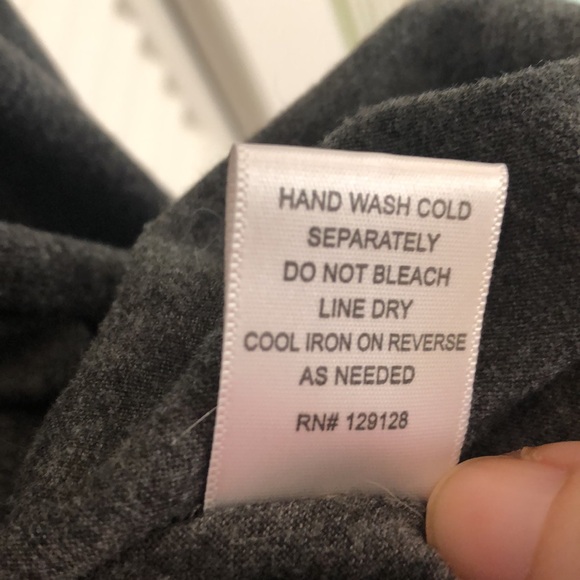 HAND WASH COLD
SEPARATELY
DO NOT BLEACH
LINE DRY
COOL IRON ON REVERSE
AS NEEDED
RN# 129128